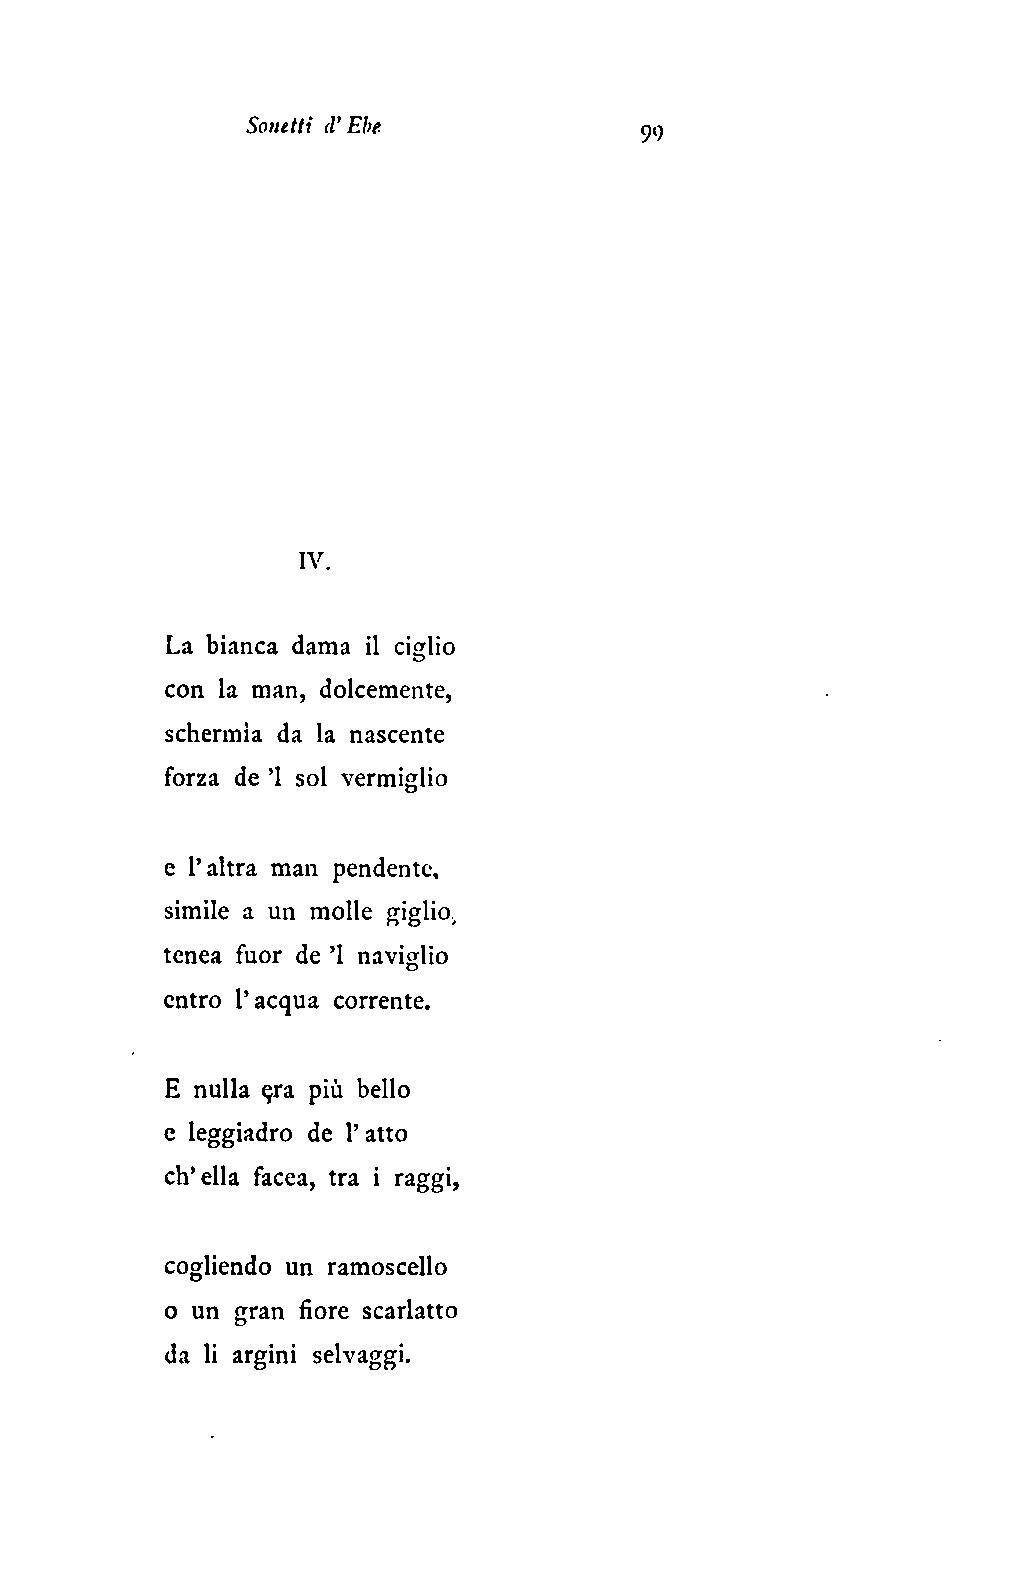 Sonetti d' Ebe 99
IV.
La bianca dama il ciglio
con la man, dolcemente,
schermìa da la nascente
forza de 'l sol vermiglio
e l' altra man pendente,
simile a un molle giglio,
tenea fuor de 'l naviglio
entro l' acqua corrente.
E nulla era più bello
e leggiadro de l' atto
ch' ella facea, tra i raggi,
cogliendo un ramoscello
o un gran fiore scarlatto
da li argini selvaggi.